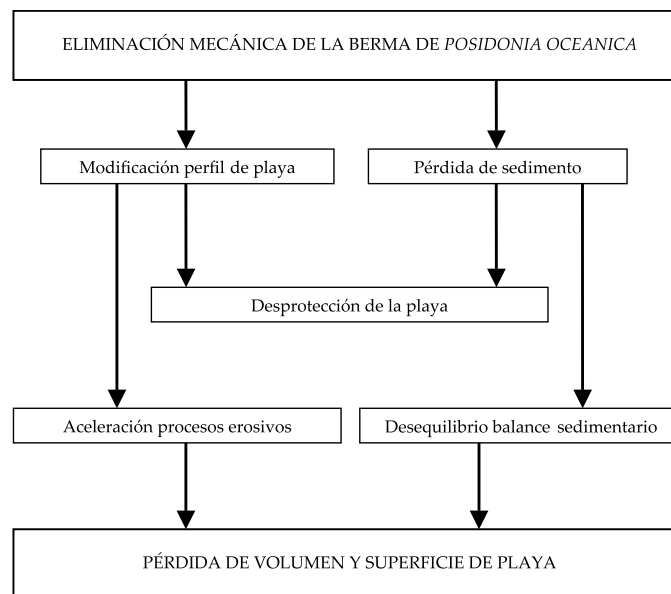 ELIMINACIÓN MECÁNICA DE LA BERMA DE POSIDONIA OCEANICA
Modificación perfil de playa
Pérdida de sedimento
Desprotección de la playa
Aceleración procesos erosivos
Desequilibrio balance sedimentario
PÉRDIDA DE VOLUMEN Y SUPERFICIE DE PLAYA